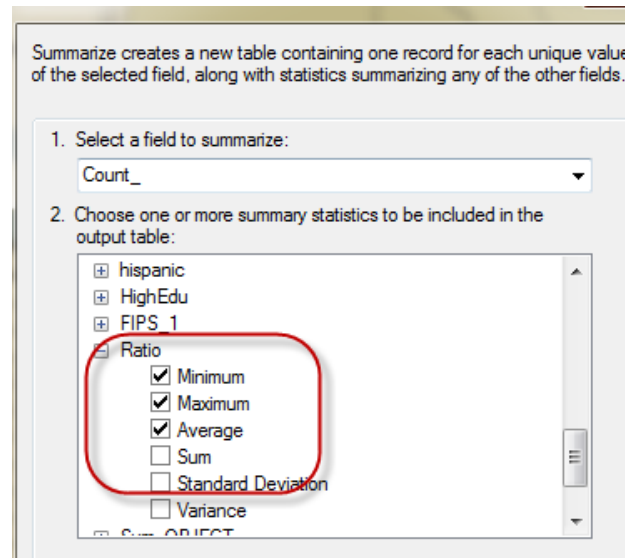 Summarize creates a new table containing one record for each unique value
of the selected field, along with statistics summarizing any of the other fields.
1. Select a field to summarize:
Count_
2. Choose one or more summary statistics to be included in the
output table:
hispanic
HighEdu
FIPS_1
Ratio
Minimum
Maximum
Average
Sum
Standard Deviation
Variance